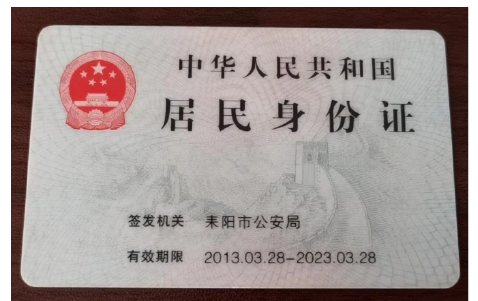 中华人民共和国
居民身份证
签发机关 耒阳市公安局
有效期限 2013.03.28-2023.03.28